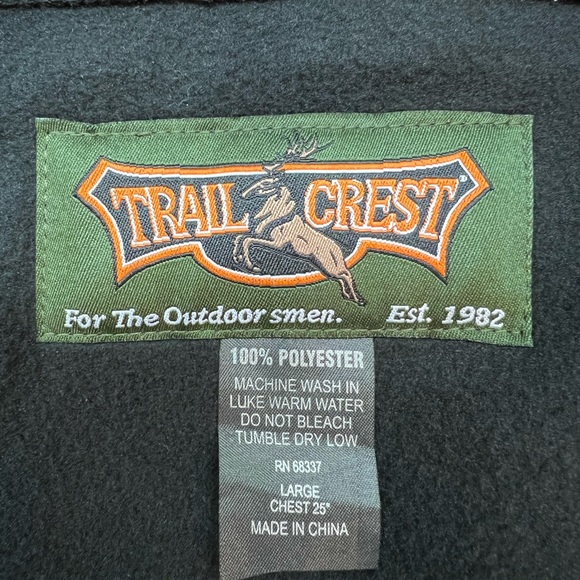 TRAIL CREST®
For The Outdoor smen. Est. 1982
100% POLYESTER
MACHINE WASH IN
LUKE WARM WATER
DO NOT BLEACH
TUMBLE DRY LOW
RN 68337
LARGE
CHEST 25"
MADE IN CHINA